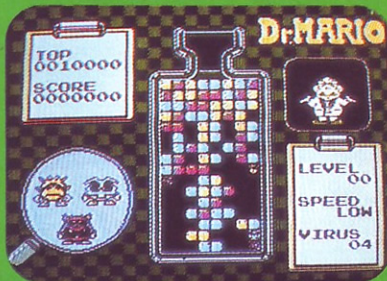 Dr. MARIO
TOP
0010000
SCORE
0000000
LEVEL
00
SPEED
LOW
VIRUS
04